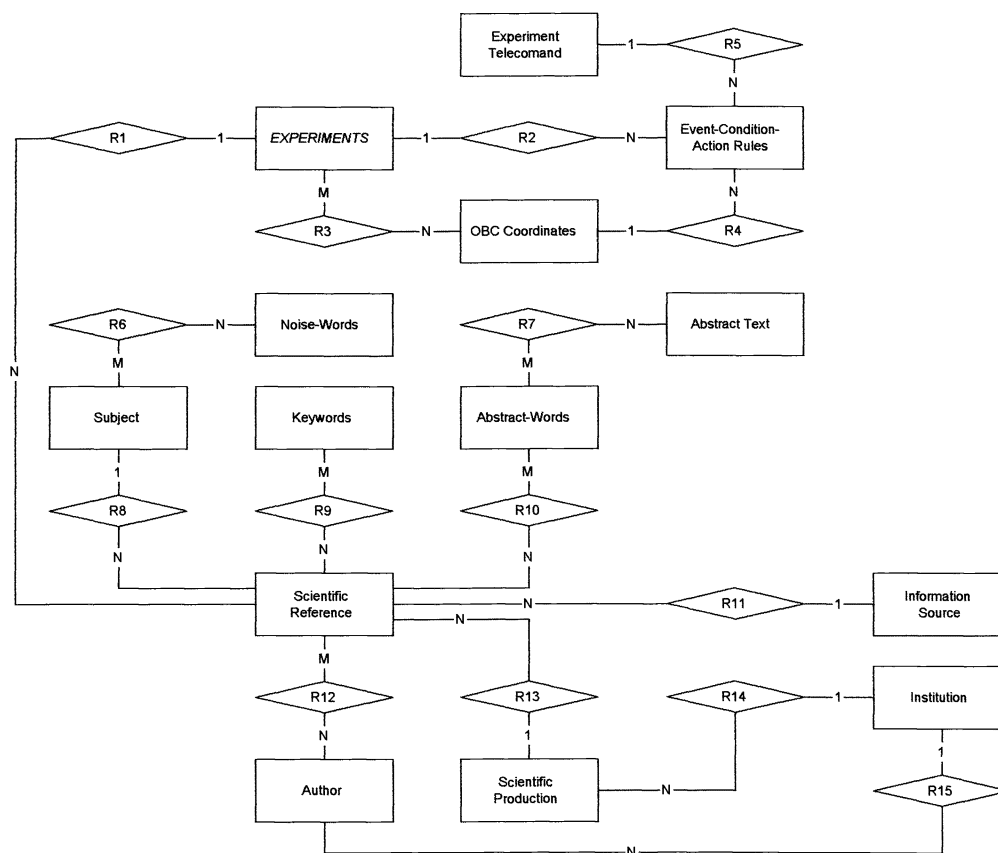 Experiment
Telecomand
1
R5
N
R1
1
EXPERIMENTS
1
R2
N
Event-Condition-
Action Rules
M
N
R3
N
OBC Coordinates
1
R4
R6
N
Noise-Words
R7
N
Abstract Text
M
M
N
Subject
Keywords
Abstract-Words
1
M
M
R8
R9
R10
N
N
N
Scientific
Reference
N
R11
1
Information
Source
N
M
R12
R13
R14
1
Institution
N
1
1
Author
Scientific
Production
N
R15
N